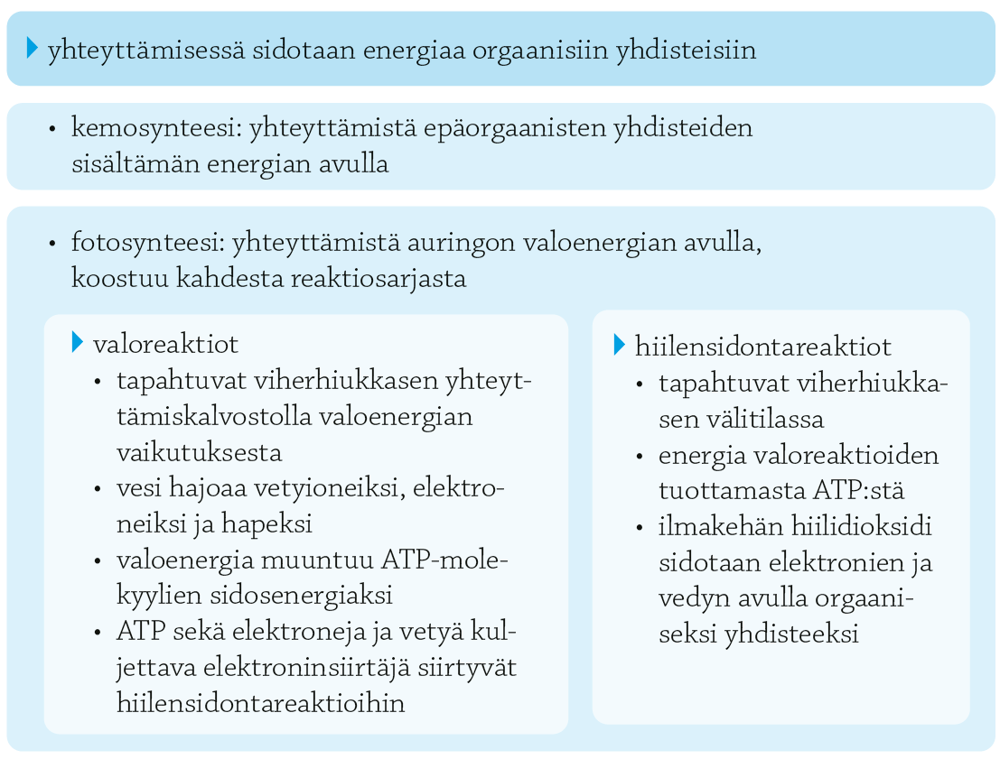 yhteyttämisessä sidotaan energiaa orgaanisiin yhdisteisiin
• kemosynteesi: yhteyttämistä epäorgaanisten yhdisteiden
sisältämän energian avulla
• fotosynteesi: yhteyttämistä auringon valoenergian avulla,
koostuu kahdesta reaktiosarjasta
valoreaktiot
• tapahtuvat viherhiukkasen yhteyt-
tämiskalvostolla valoenergian
vaikutuksesta
• vesi hajoaa vetyioneiksi, elektro-
neiksi ja hapeksi
• valoenergia muuntuu ATP-mole-
kyylien sidosenergiaksi
• ATP sekä elektroneja ja vetyä kul-
jettava elektroninsiirtäjä siirtyvät
hiilensidontareaktioihin
hiilensidontareaktiot
• tapahtuvat viherhiukka-
sen välitilassa
• energia valoreaktioiden
tuottamasta ATP:stä
• ilmakehän hiilidioksidi
sidotaan elektronien ja
vedyn avulla orgaani-
seksi yhdisteeksi